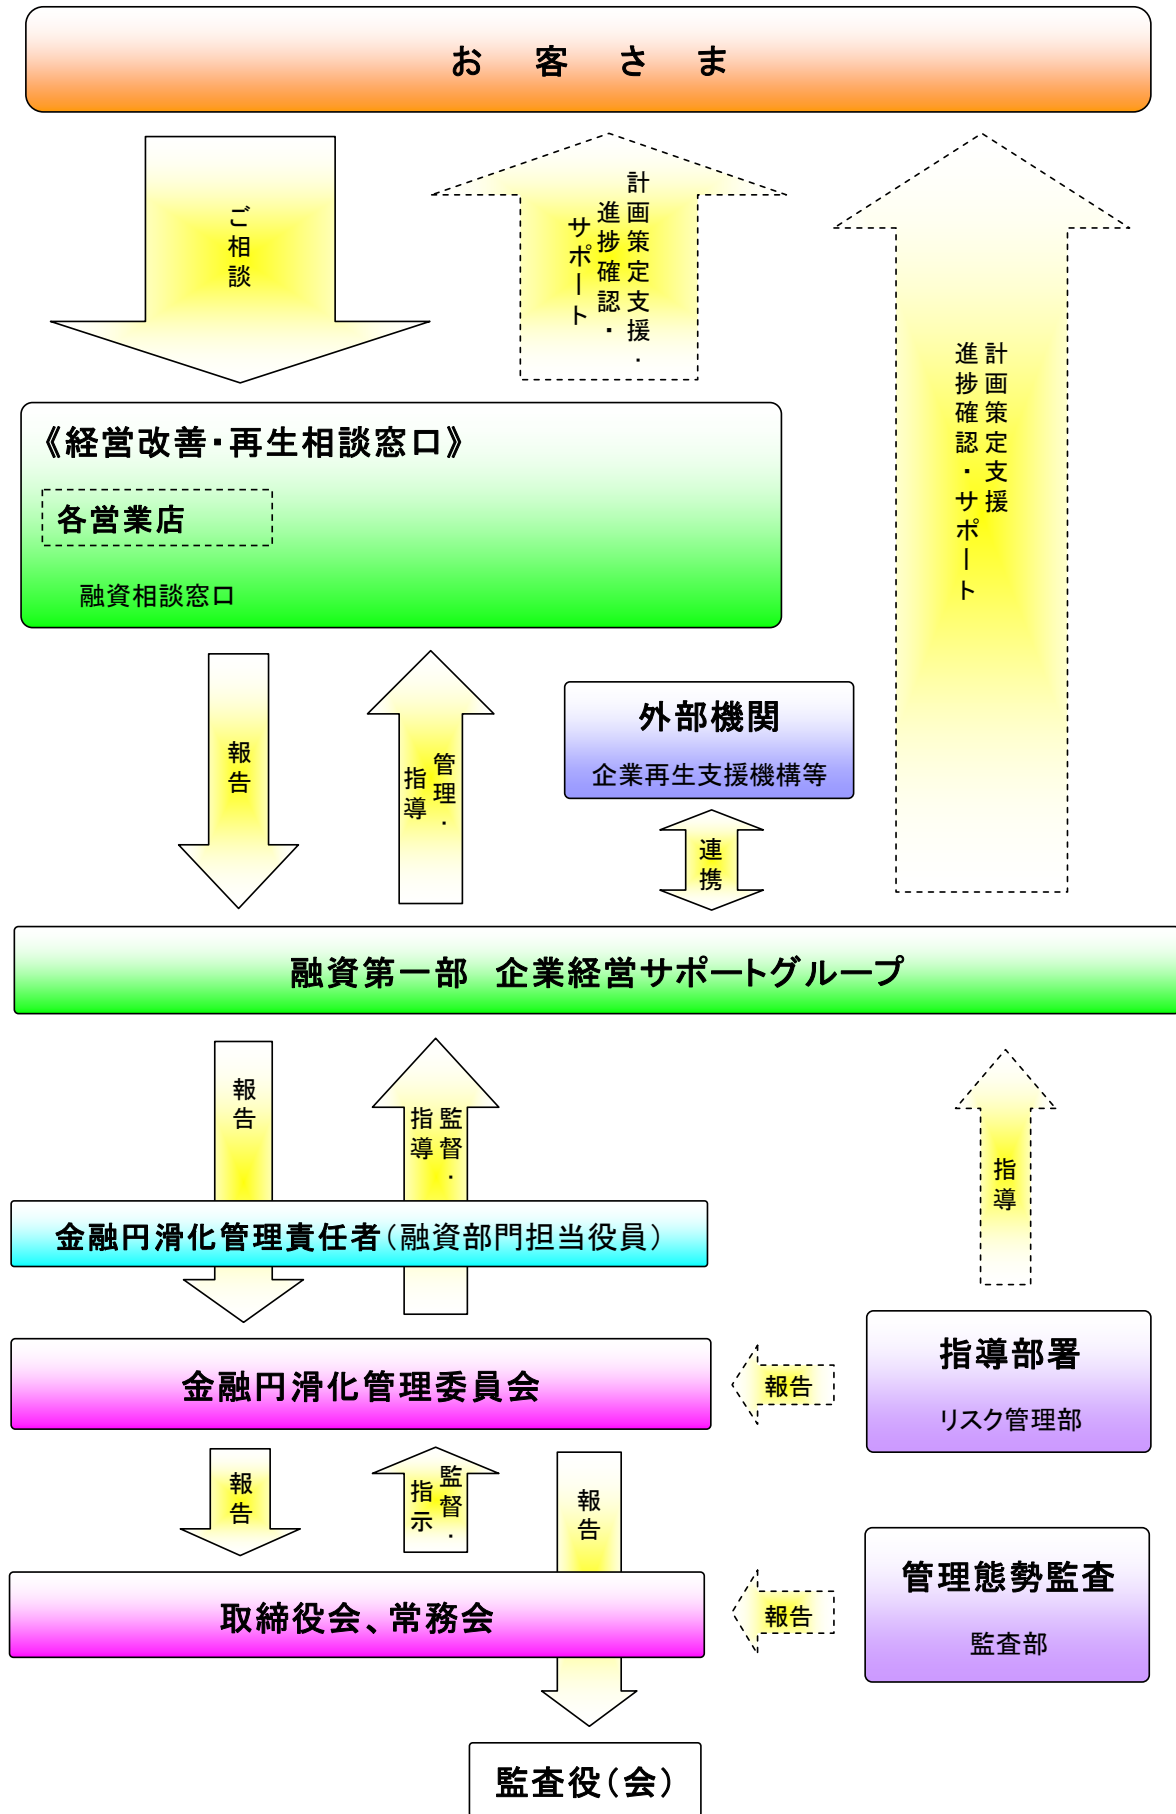 お客さま
ご相談
計画策定支援・
進捗確認・
サポート
計画策定支援
進捗確認・サポート
《経営改善・再生相談窓口》
各営業店
融資相談窓口
報告
管理・
指導
外部機関
企業再生支援機構等
連携
融資第一部 企業経営サポートグループ
報告
監督・
指導
指導
金融円滑化管理責任者(融資部門担当役員)
金融円滑化管理委員会
報告
指導部署
リスク管理部
報告
監督・
指示
報告
取締役会、常務会
報告
管理態勢監査
監査部
監査役(会)